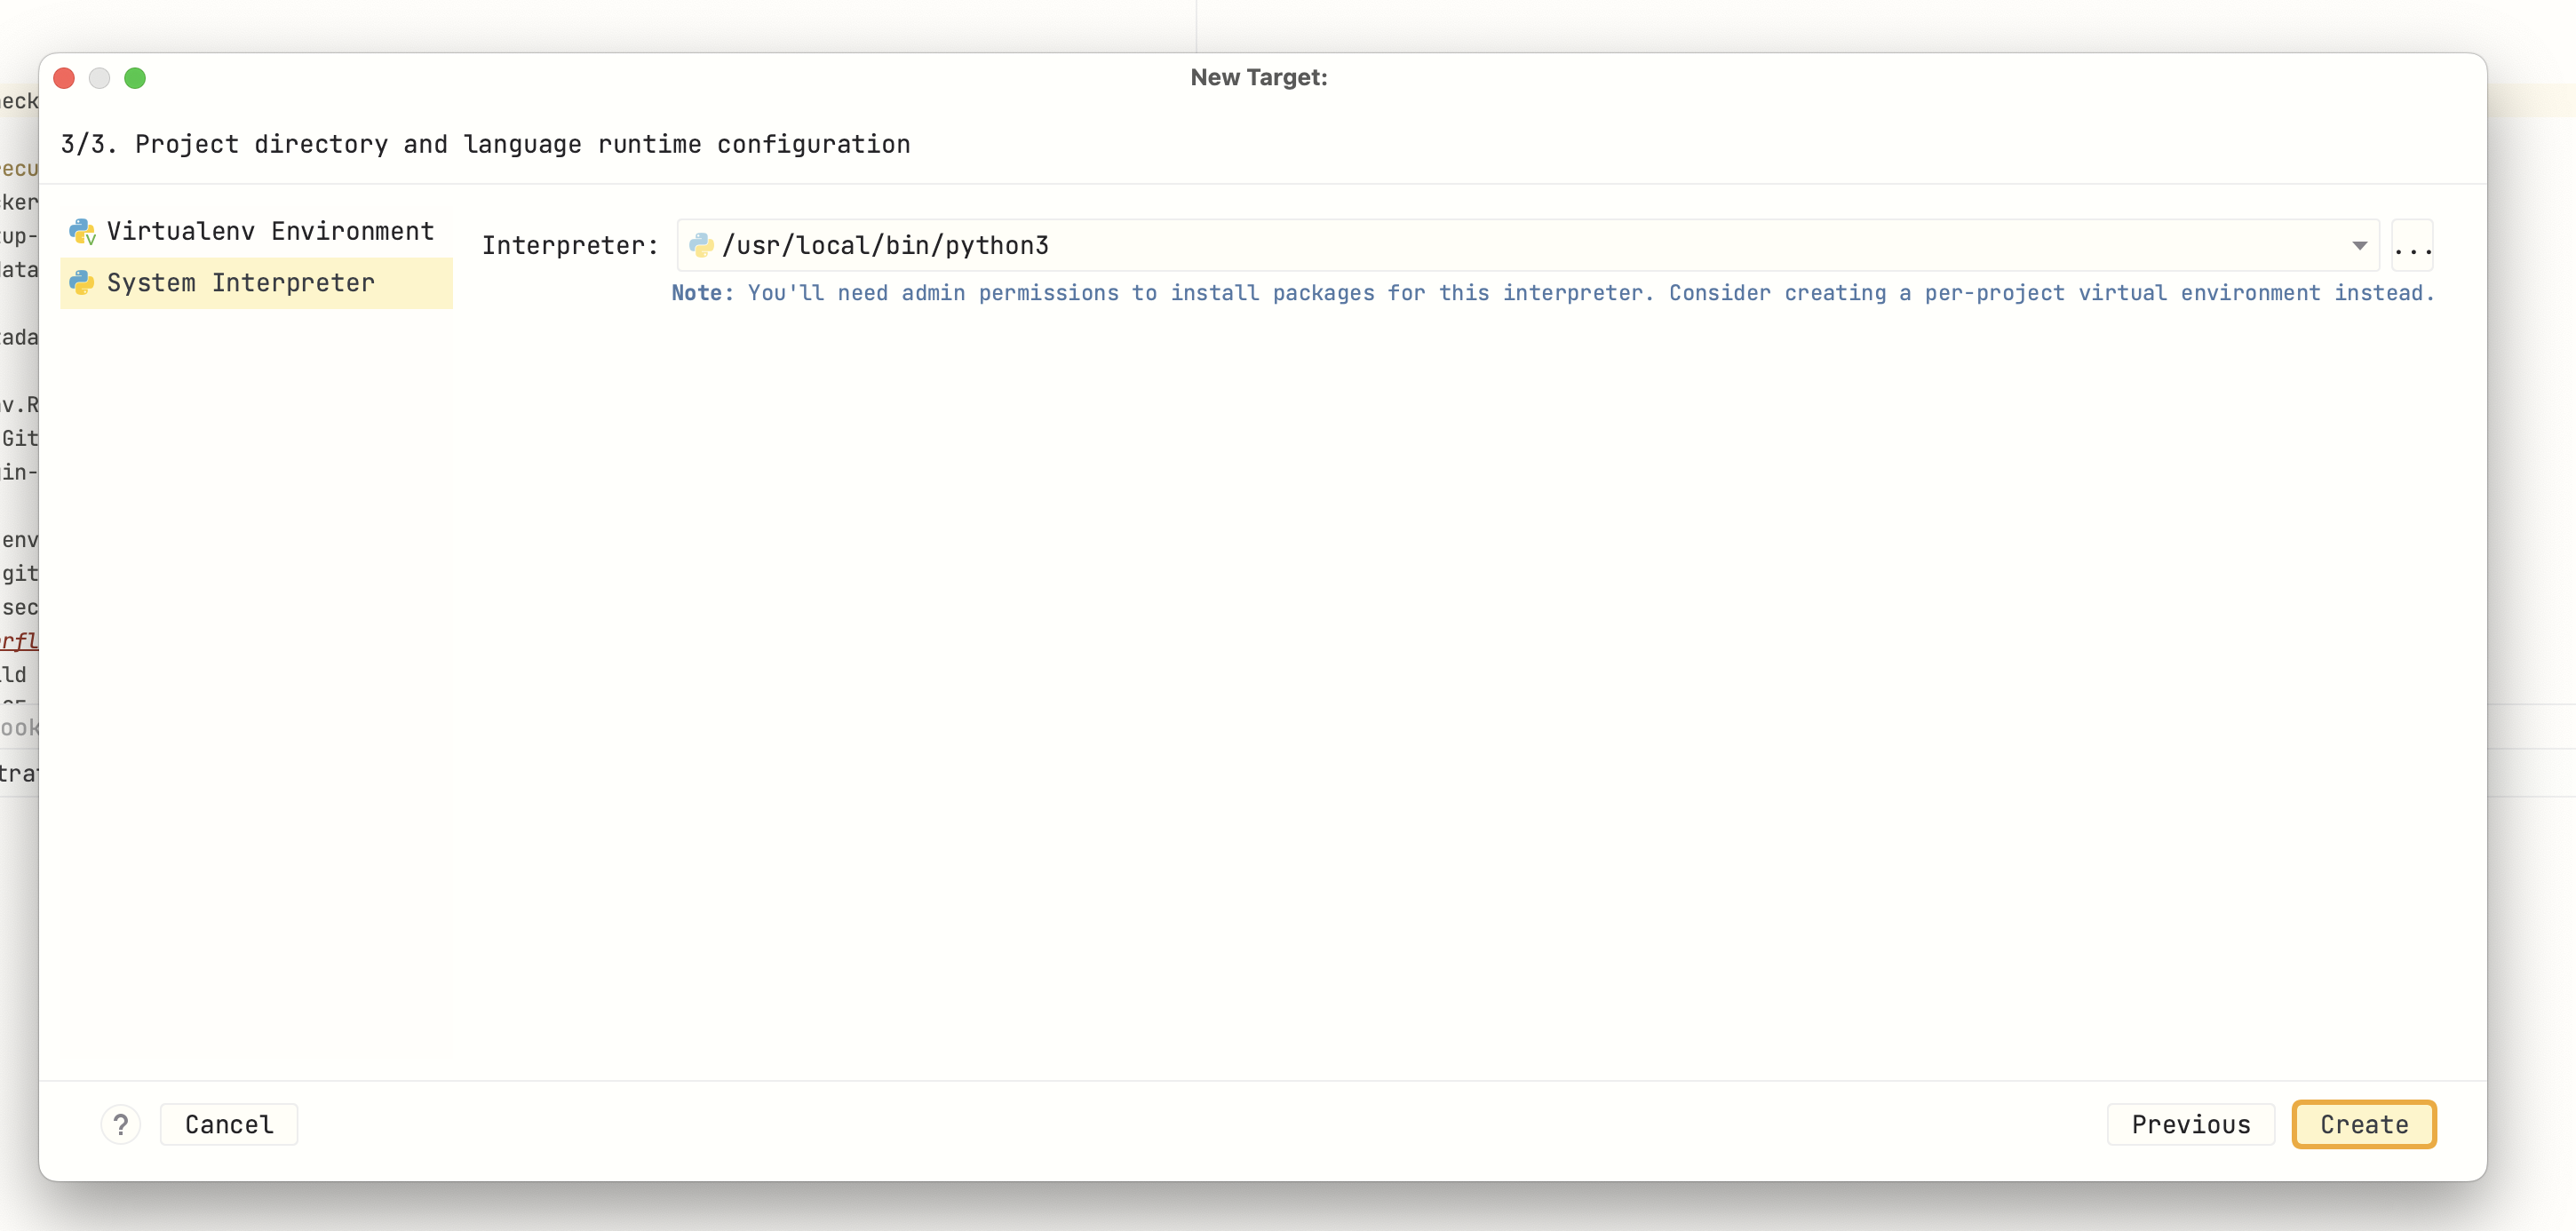 New Target:
3/3. Project directory and language runtime configuration
Virtualenv Environment
System Interpreter
Interpreter: /usr/local/bin/python3 ...
Note: You'll need admin permissions to install packages for this interpreter. Consider creating a per-project virtual environment instead.
? Cancel Previous Create
eck
ecu
ker
up-
ata
tada
v.R
Git
in-
env
git
sec
rfl
ld
ook
tra